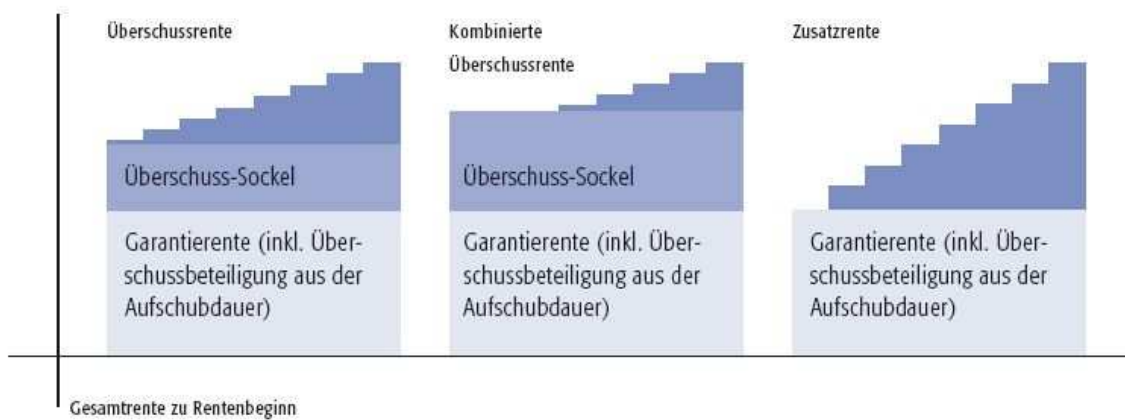 Überschussrente
Kombinierte
Überschussrente
Zusatzrente
Überschuss-Sockel
Überschuss-Sockel
Garantierente (inkl. Über-
schussbeteiligung aus der
Aufschubdauer)
Garantierente (inkl. Über-
schussbeteiligung aus der
Aufschubdauer)
Garantierente (inkl. Über-
schussbeteiligung aus der
Aufschubdauer)
Gesamtrente zu Rentenbeginn